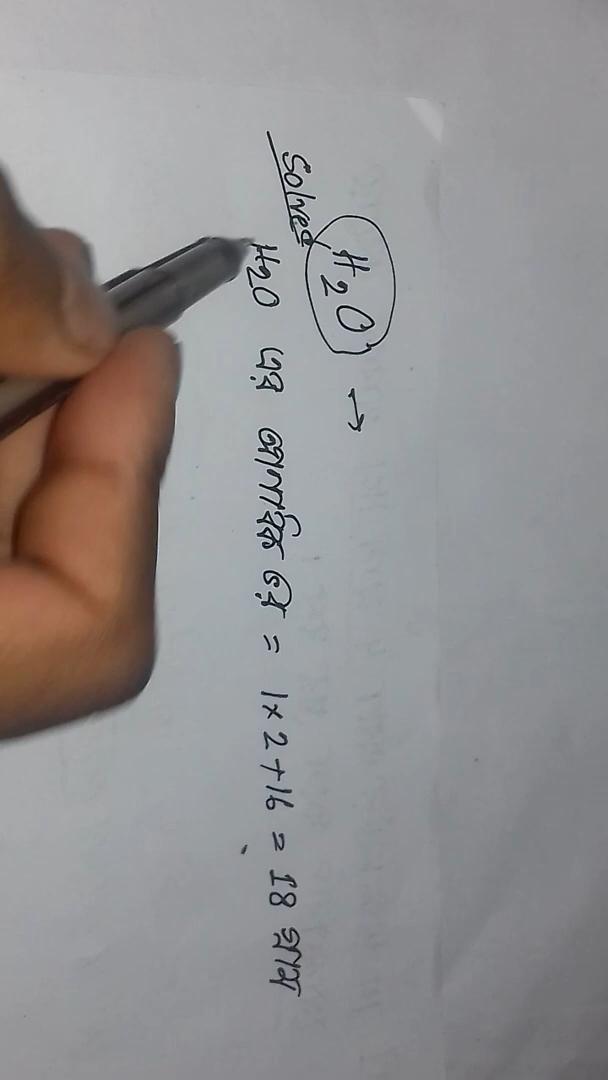 H2O →
Solve:
H2O এর আণবিক ভর = 1 × 2 + 16 = 18 গ্রাম